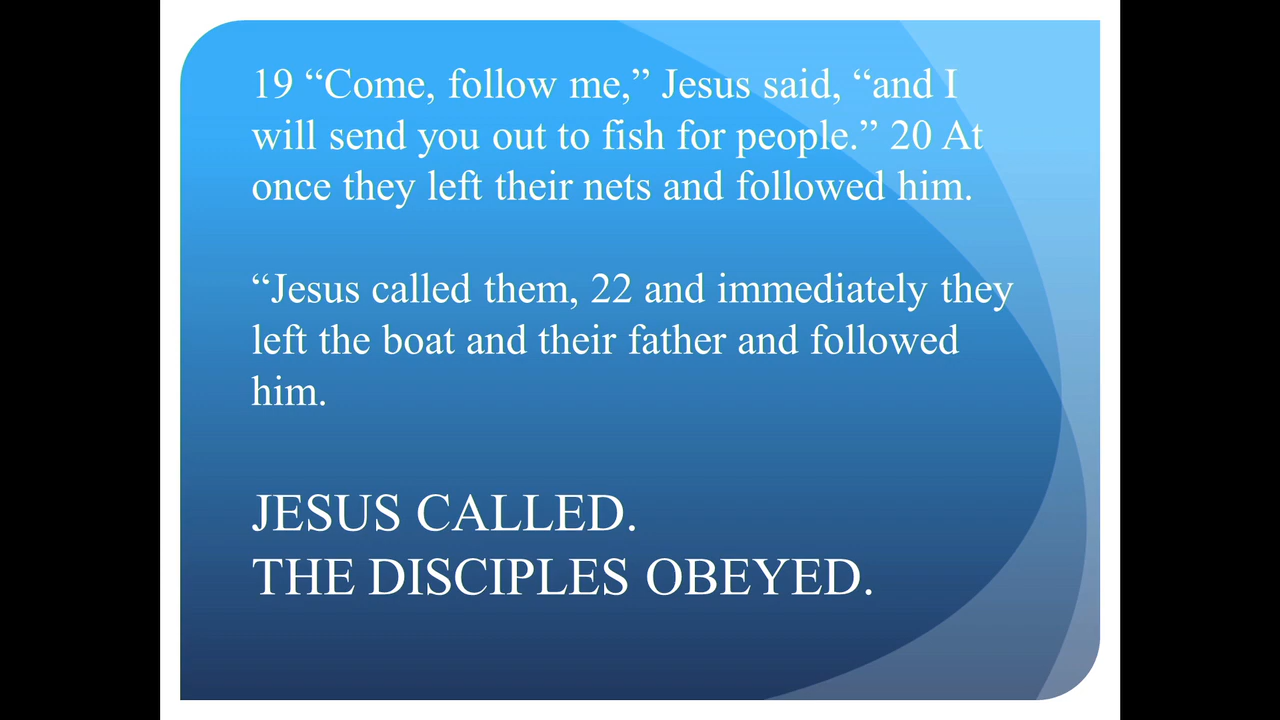 19 “Come, follow me,” Jesus said, “and I
will send you out to fish for people.” 20 At
once they left their nets and followed him.
“Jesus called them, 22 and immediately they
left the boat and their father and followed
him.
JESUS CALLED.
THE DISCIPLES OBEYED.